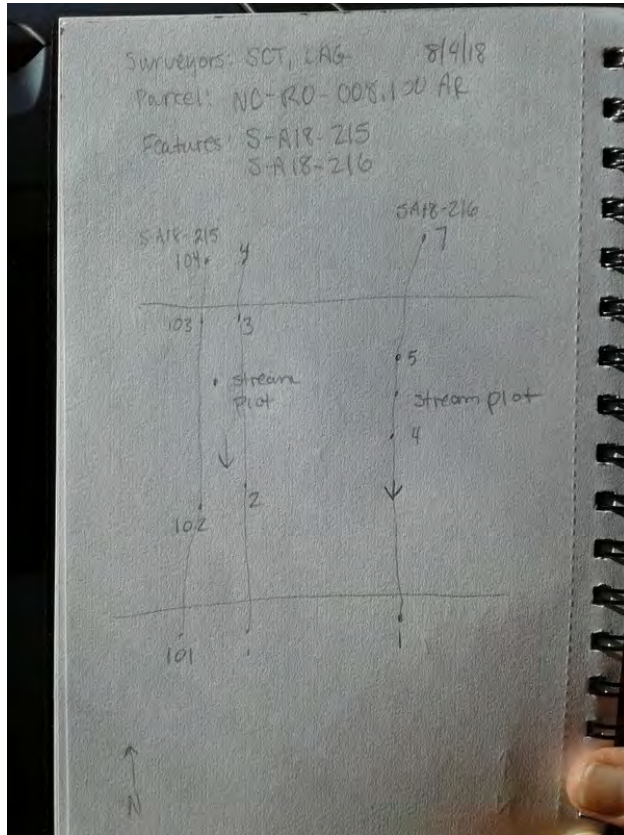 Surveyors: SCT, LAG 8/4/18
Parcel: NC-RO-008.100 AR
Features: S-A18-215
S-A18-216
SA18-216
7
S-A18-215
104 4
103 3
5
stream
plot
stream plot
4
2
102
1
101
N